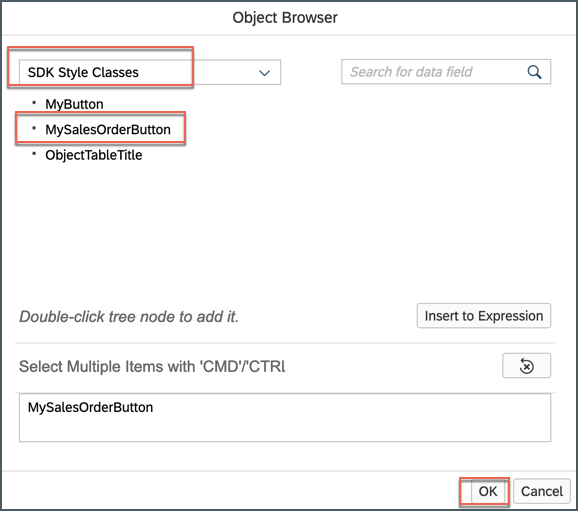 Object Browser
SDK Style Classes
Search for data field
MyButton
MySalesOrderButton
ObjectTableTitle
Double-click tree node to add it.
Insert to Expression
Select Multiple Items with 'CMD'/'CTRL
MySalesOrderButton
OK
Cancel